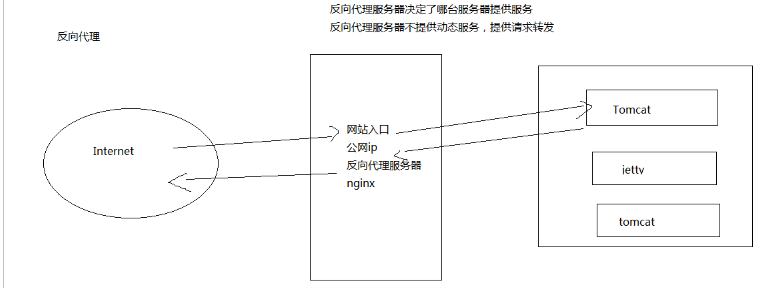 反向代理服务器决定了哪台服务器提供服务
反向代理服务器不提供动态服务，提供请求转发
反向代理
Internet
网站入口
公网ip
反向代理服务器
nginx
Tomcat
iettv
tomcat